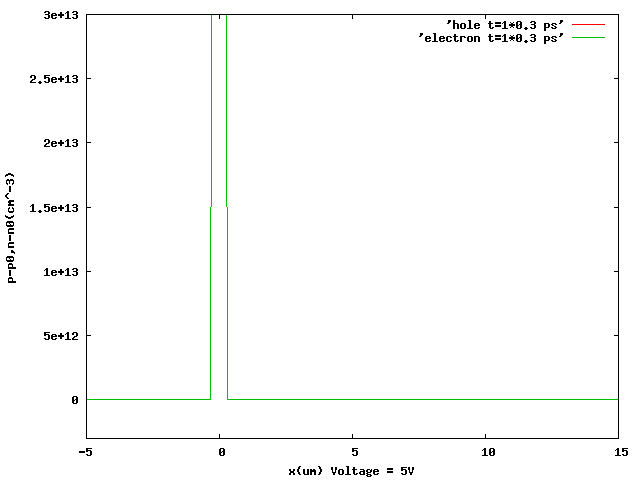 3e+13
2.5e+13
2e+13
1.5e+13
1e+13
5e+12
0
p-p0,n-n0(cm^-3)
'hole t=1*0.3 ps'
'electron t=1*0.3 ps'
-5 0 5 10 15
x(um) Voltage = 5V